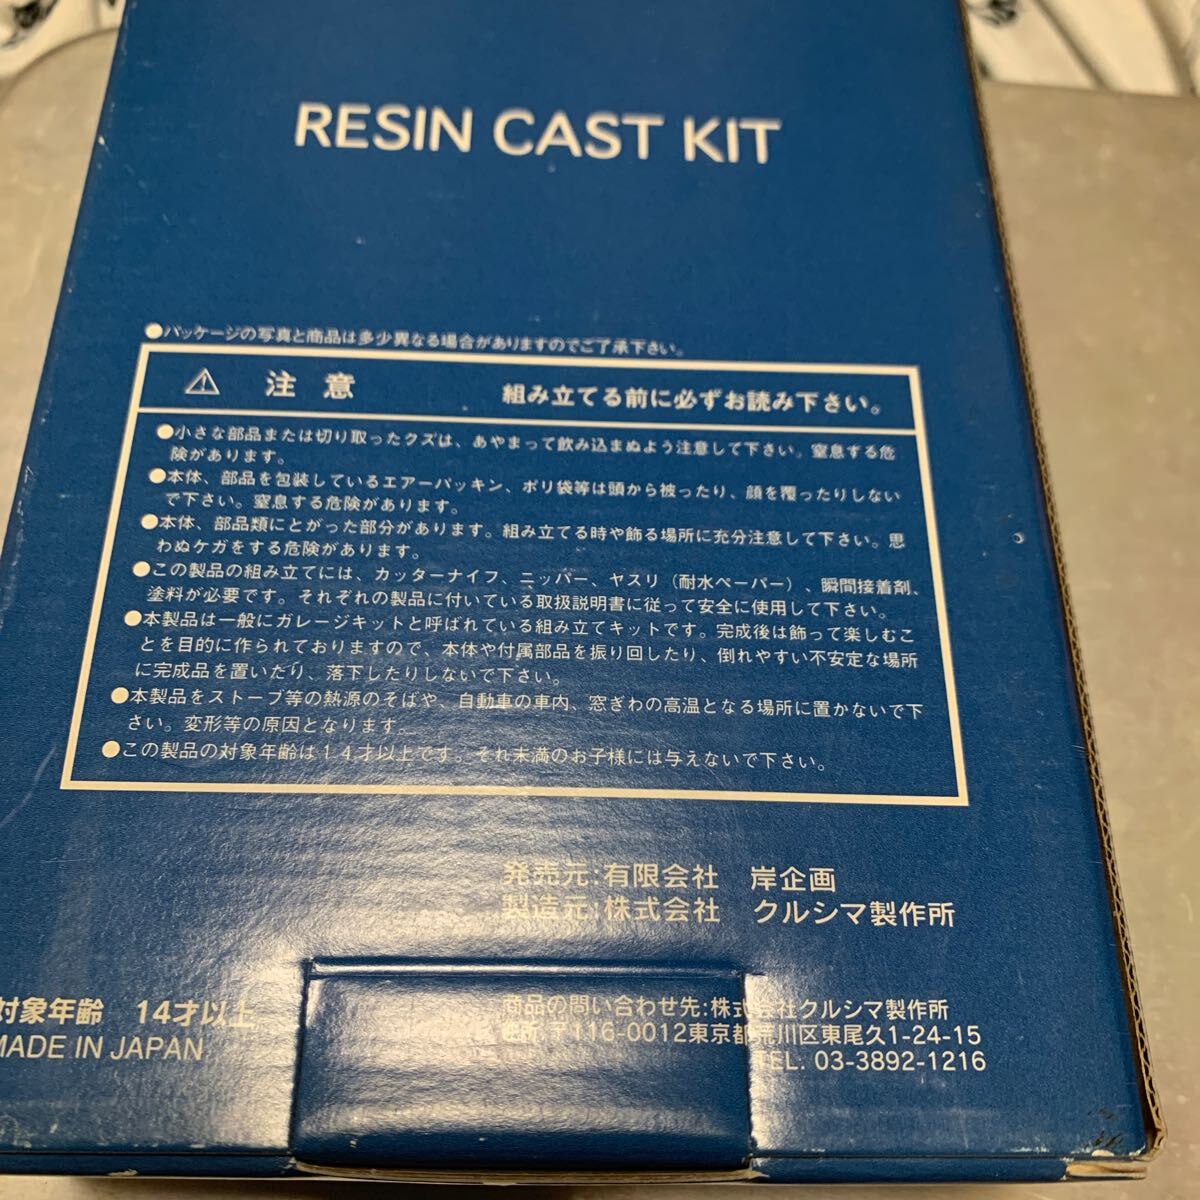 RESIN CAST KIT
●パッケージの写真と商品は多少異なる場合がありますのでご了承下さい。
⚠ 注 意 組み立てる前に必ずお読み下さい。
●小さな部品または切り取ったクズは、あやまって飲み込まぬよう注意して下さい。窒息する危
険があります。
●本体、部品を包装しているエアーパッキン、ポリ袋等は頭から被ったり、顔を覆ったりしない
で下さい。窒息する危険があります。
●本体、部品類にとがった部分があります。組み立てる時や飾る場所に充分注意して下さい。思
わぬケガをする危険があります。
●この製品の組み立てには、カッターナイフ、ニッパー、ヤスリ（耐水ペーパー）、瞬間接着剤、
塗料が必要です。それぞれの製品に付いている取扱説明書に従って安全に使用して下さい。
●本製品は一般にガレージキットと呼ばれている組み立てキットです。完成後は飾って楽しむこ
とを目的に作られておりますので、本体や付属部品を振り回したり、倒れやすい不安定な場所
に完成品を置いたり、落下したりしないで下さい。
●本製品をストーブ等の熱源のそばや、自動車の車内、窓ぎわの高温となる場所に置かないで下
さい。変形等の原因となります。
●この製品の対象年齢は１４才以上です。それ未満のお子様には与えないで下さい。
発売元:有限会社 岸企画
製造元:株式会社 クルシマ製作所
対象年齢 14才以上
MADE IN JAPAN
商品の問い合わせ先:株式会社クルシマ製作所
住所 〒116-0012東京都荒川区東尾久1-24-15
TEL. 03-3892-1216